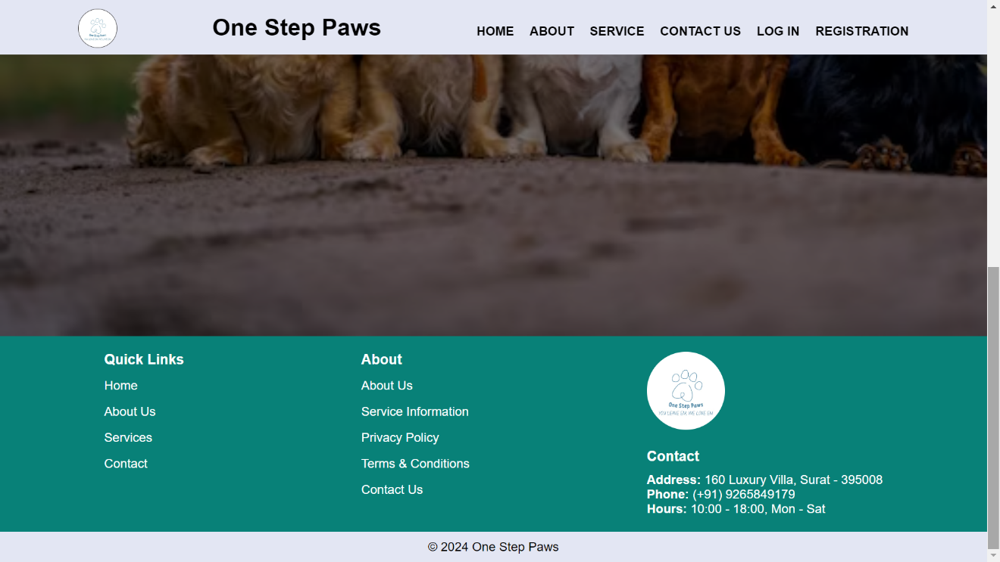 One Step Paws
HOME ABOUT SERVICE CONTACT US LOG IN REGISTRATION
Quick Links
Home
About Us
Services
Contact
About
About Us
Service Information
Privacy Policy
Terms & Conditions
Contact Us
One Step Paws
YOU LEAVE EM, WE LOVE EM
Contact
Address: 160 Luxury Villa, Surat - 395008
Phone: (+91) 9265849179
Hours: 10:00 - 18:00, Mon - Sat
© 2024 One Step Paws